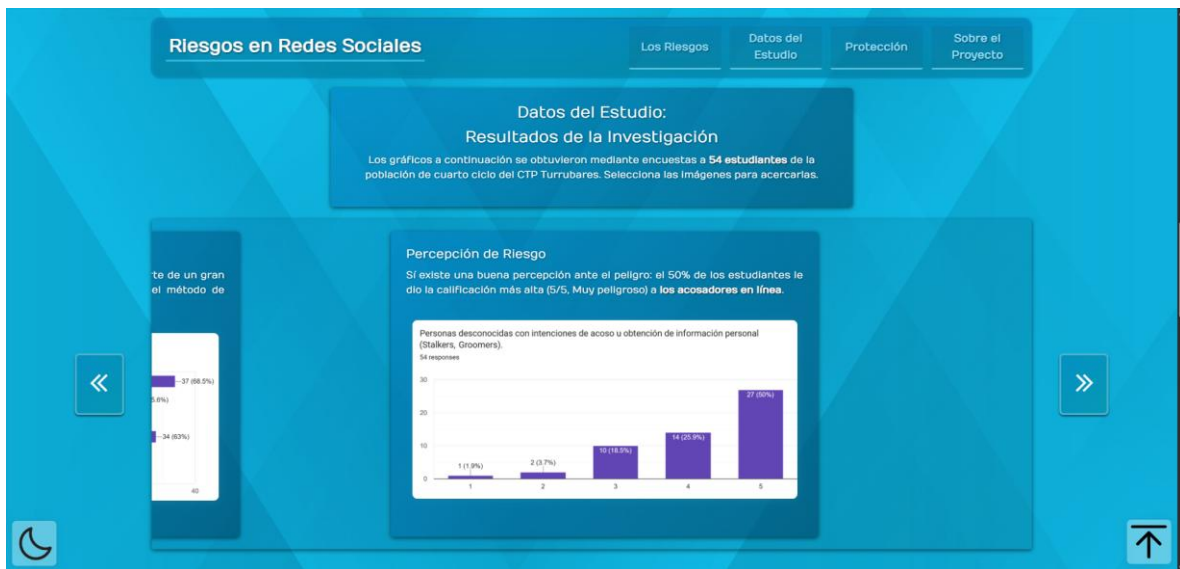 Riesgos en Redes Sociales
Los Riesgos
Datos del
Estudio
Protección
Sobre el
Proyecto
Datos del Estudio:
Resultados de la Investigación
Los gráficos a continuación se obtuvieron mediante encuestas a 54 estudiantes de la
población de cuarto ciclo del CTP Turrubares. Selecciona las imágenes para acercarlas.
te de un gran
el método de
37 (68.5%)
5.6%)
34 (63%)
40
Percepción de Riesgo
Sí existe una buena percepción ante el peligro: el 50% de los estudiantes le
dio la calificación más alta (5/5, Muy peligroso) a los acosadores en línea.
Personas desconocidas con intenciones de acoso u obtención de información personal
(Stalkers, Groomers).
54 responses
30
20
10
0
1 (1.9%)
2 (3.7%)
10 (18.5%)
14 (25.9%)
27 (50%)
1
2
3
4
5